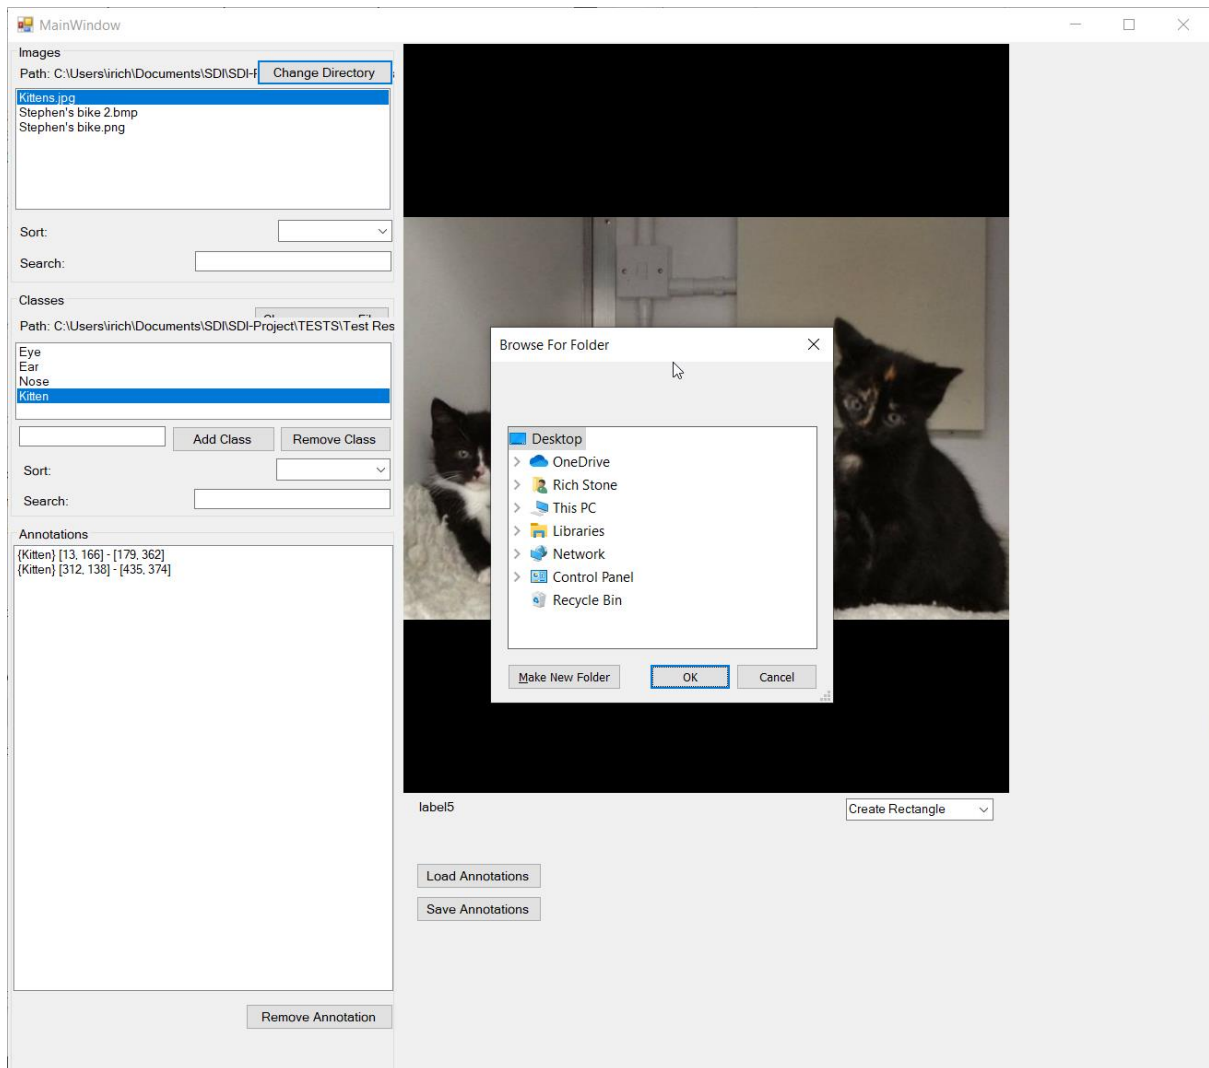 MainWindow
Images
Path: C:\Users\irich\Documents\SDI\SDI-
Change Directory
Kittens.jpg
Stephen's bike 2.bmp
Stephen's bike.png
Sort:
Search:
Classes
Path: C:\Users\irich\Documents\SDI\SDI-Project\TESTS\Test Res
Eye
Ear
Nose
Kitten
Add Class
Remove Class
Sort:
Search:
Annotations
{Kitten} [13, 166] - [179, 362]
{Kitten} [312, 138] - [435, 374]
Remove Annotation
Browse For Folder
Desktop
OneDrive
Rich Stone
This PC
Libraries
Network
Control Panel
Recycle Bin
Make New Folder
OK
Cancel
label5
Create Rectangle
Load Annotations
Save Annotations